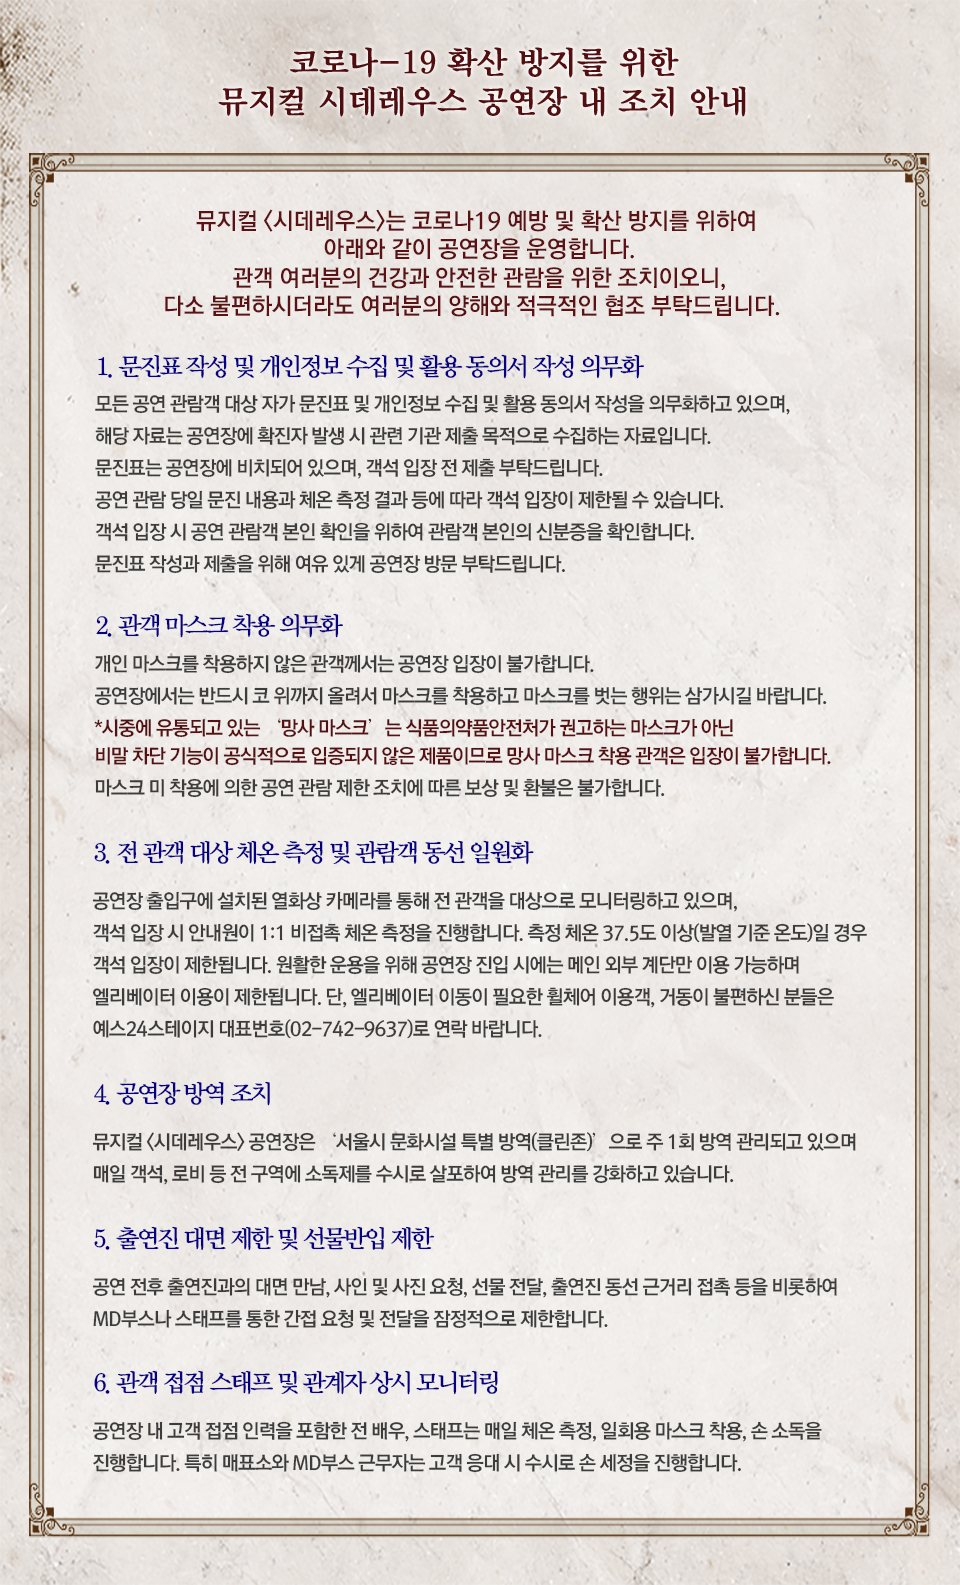 코로나-19 확산 방지를 위한
뮤지컬 시데레우스 공연장 내 조치 안내
뮤지컬 〈시데레우스〉는 코로나19 예방 및 확산 방지를 위하여
아래와 같이 공연장을 운영합니다.
관객 여러분의 건강과 안전한 관람을 위한 조치이오니,
다소 불편하시더라도 여러분의 양해와 적극적인 협조 부탁드립니다.
1. 문진표 작성 및 개인정보 수집 및 활용 동의서 작성 의무화
모든 공연 관람객 대상 자가 문진표 및 개인정보 수집 및 활용 동의서 작성을 의무화하고 있으며,
해당 자료는 공연장에 확진자 발생 시 관련 기관 제출 목적으로 수집하는 자료입니다.
문진표는 공연장에 비치되어 있으며, 객석 입장 전 제출 부탁드립니다.
공연 관람 당일 문진 내용과 체온 측정 결과 등에 따라 객석 입장이 제한될 수 있습니다.
객석 입장 시 공연 관람객 본인 확인을 위하여 관람객 본인의 신분증을 확인합니다.
문진표 작성과 제출을 위해 여유 있게 공연장 방문 부탁드립니다.
2. 관객 마스크 착용 의무화
개인 마스크를 착용하지 않은 관객께서는 공연장 입장이 불가합니다.
공연장에서는 반드시 코 위까지 올려서 마스크를 착용하고 마스크를 벗는 행위는 삼가시길 바랍니다.
*시중에 유통되고 있는 ‘망사 마스크’는 식품의약품안전처가 권고하는 마스크가 아닌
비말 차단 기능이 공식적으로 입증되지 않은 제품이므로 망사 마스크 착용 관객은 입장이 불가합니다.
마스크 미 착용에 의한 공연 관람 제한 조치에 따른 보상 및 환불은 불가합니다.
3. 전 관객 대상 체온 측정 및 관람객 동선 일원화
공연장 출입구에 설치된 열화상 카메라를 통해 전 관객을 대상으로 모니터링하고 있으며,
객석 입장 시 안내원이 1:1 비접촉 체온 측정을 진행합니다. 측정 체온 37.5도 이상(발열 기준 온도)일 경우
객석 입장이 제한됩니다. 원활한 운용을 위해 공연장 진입 시에는 메인 외부 계단만 이용 가능하며
엘리베이터 이용이 제한됩니다. 단, 엘리베이터 이동이 필요한 휠체어 이용객, 거동이 불편하신 분들은
예스24스테이지 대표번호(02-742-9637)로 연락 바랍니다.
4. 공연장 방역 조치
뮤지컬 〈시데레우스〉 공연장은 ‘서울시 문화시설 특별 방역(클린존)’으로 주 1회 방역 관리되고 있으며
매일 객석, 로비 등 전 구역에 소독제를 수시로 살포하여 방역 관리를 강화하고 있습니다.
5. 출연진 대면 제한 및 선물반입 제한
공연 전후 출연진과의 대면 만남, 사인 및 사진 요청, 선물 전달, 출연진 동선 근거리 접촉 등을 비롯하여
MD부스나 스태프를 통한 간접 요청 및 전달을 잠정적으로 제한합니다.
6. 관객 접점 스태프 및 관계자 상시 모니터링
공연장 내 고객 접점 인력을 포함한 전 배우, 스태프는 매일 체온 측정, 일회용 마스크 착용, 손 소독을
진행합니다. 특히 매표소와 MD부스 근무자는 고객 응대 시 수시로 손 세정을 진행합니다.